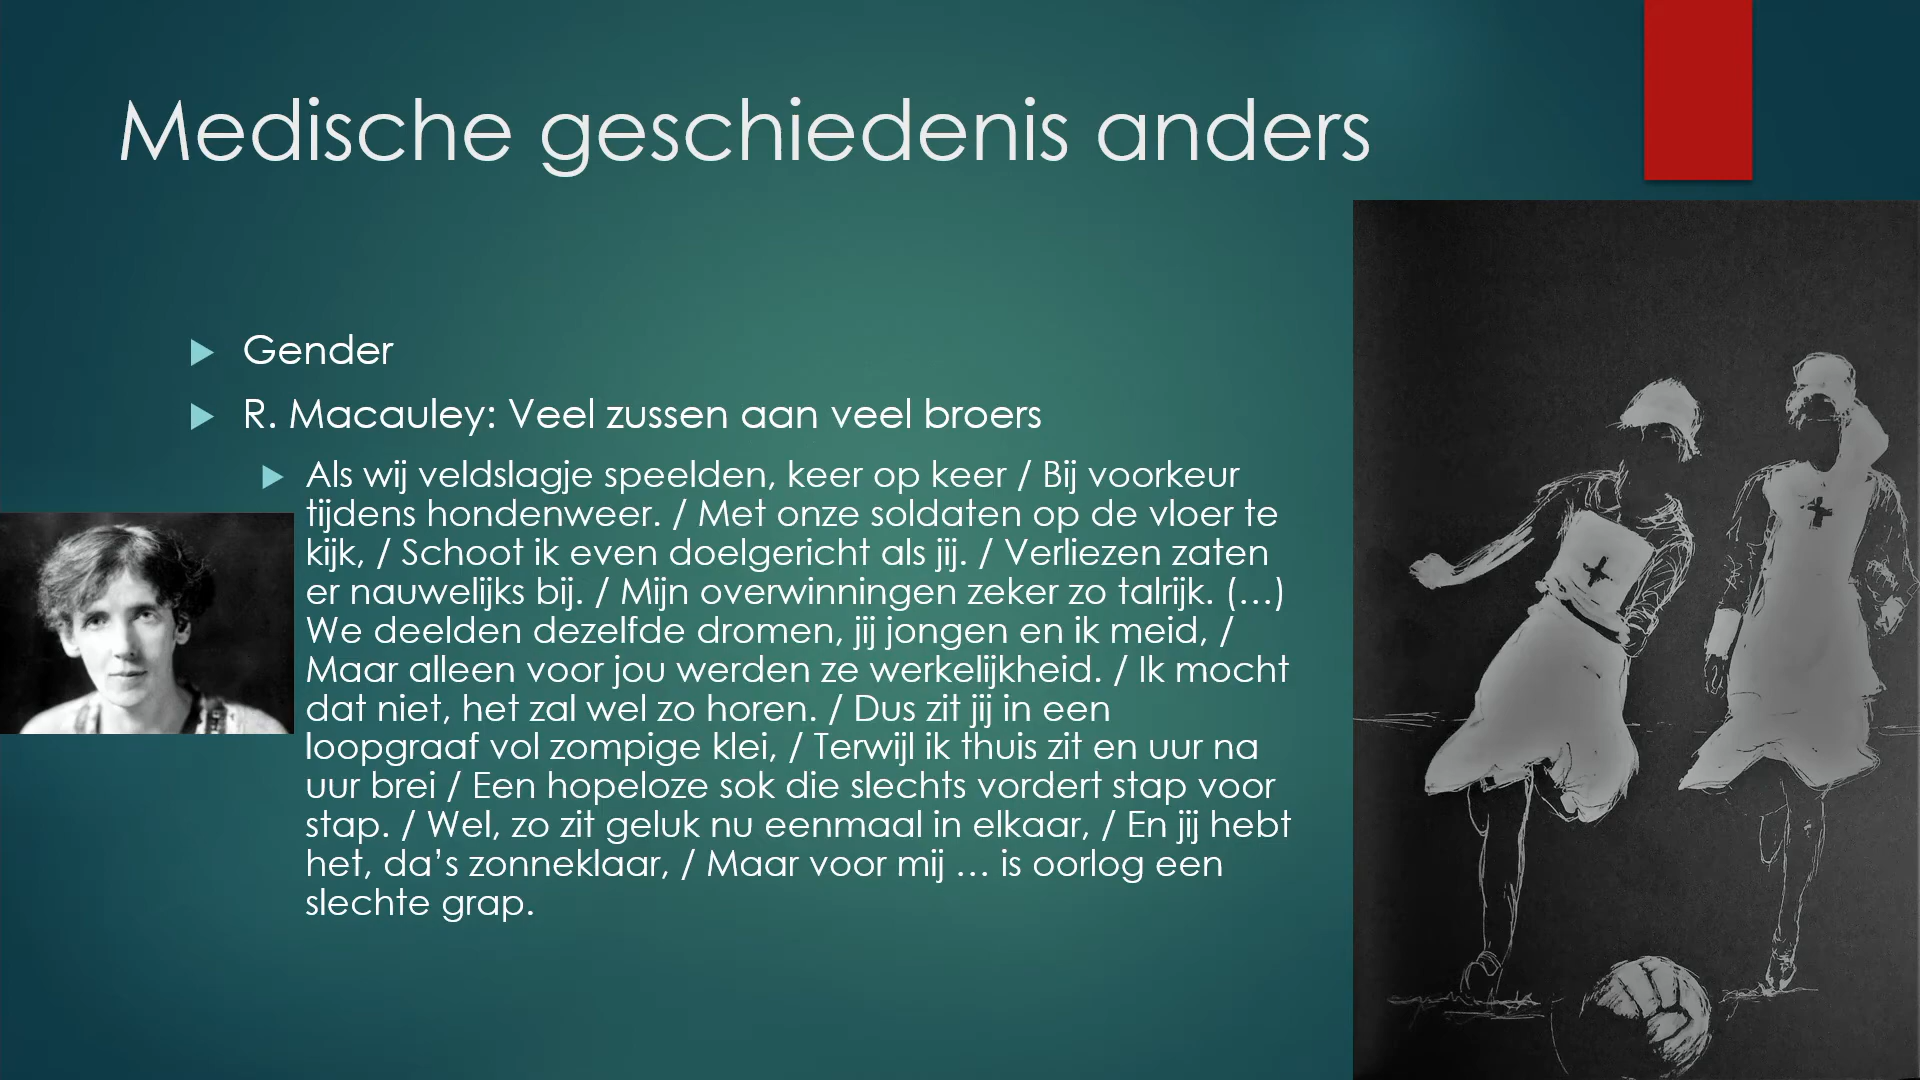 Medische geschiedenis anders
Gender
R. Macauley: Veel zussen aan veel broers
Als wij veldslagje speelden, keer op keer / Bij voorkeur
tijdens hondenweer. / Met onze soldaten op de vloer te
kijk, / Schoot ik even doelgericht als jij. / Verliezen zaten
er nauwelijks bij. / Mijn overwinningen zeker zo talrijk. (…)
We deelden dezelfde dromen, jij jongen en ik meid, /
Maar alleen voor jou werden ze werkelijkheid. / Ik mocht
dat niet, het zal wel zo horen. / Dus zit jij in een
loopgraaf vol zompige klei, / Terwijl ik thuis zit en uur na
uur brei / Een hopeloze sok die slechts vordert stap voor
stap. / Wel, zo zit geluk nu eenmaal in elkaar, / En jij hebt
het, da’s zonneklaar, / Maar voor mij … is oorlog een
slechte grap.